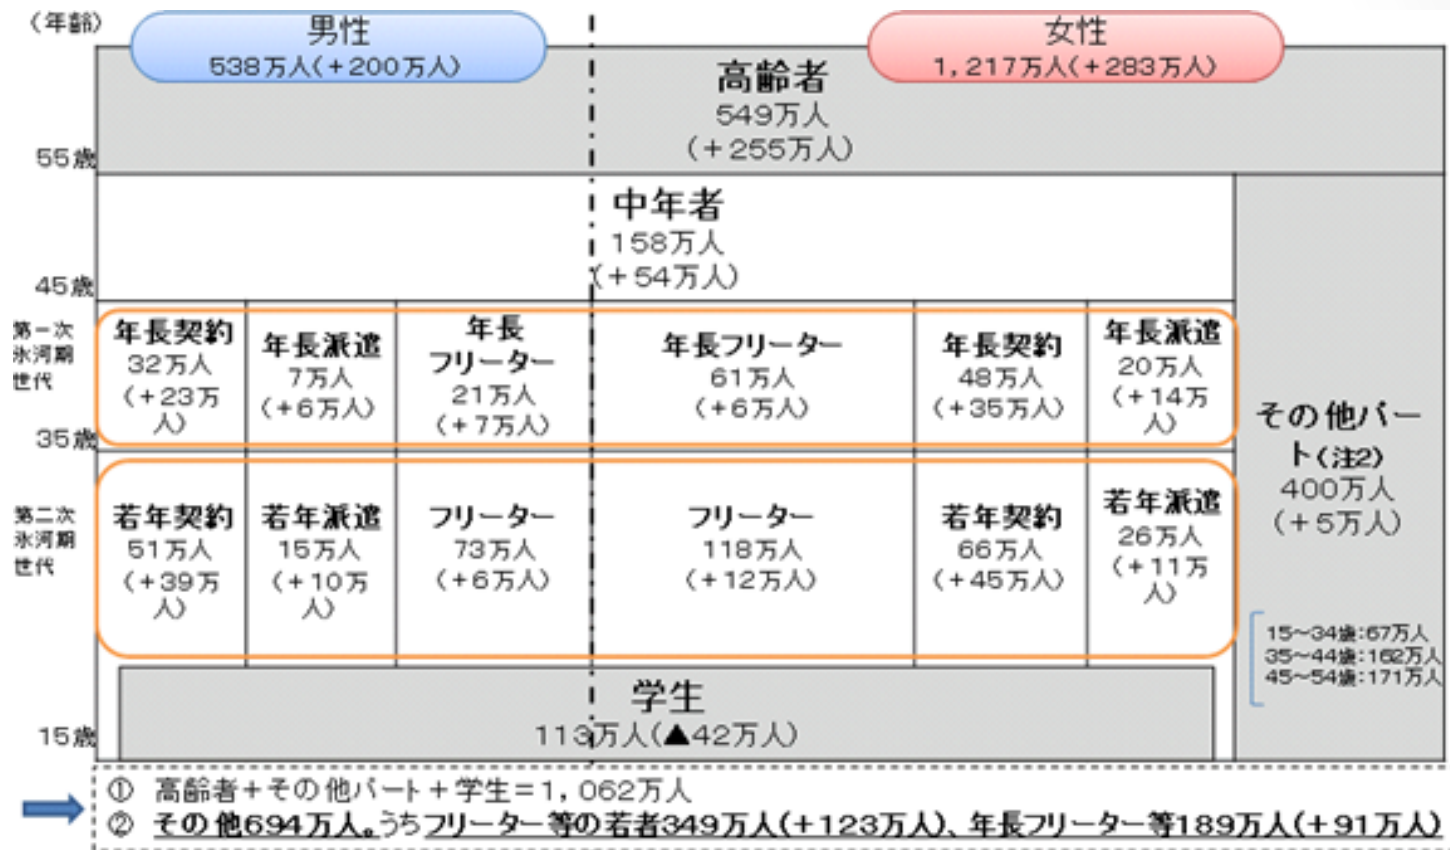 （年齢）
男性
538万人(+200万人)
女性
1,217万人(+283万人)
高齢者
549万人
(+255万人)
55歳
中年者
158万人
(+54万人)
45歳
第一次
氷河期
世代
年長契約
32万人
(+23万
人)
年長派遣
7万人
(+6万人)
年長
フリーター
21万人
(+7万人)
年長フリーター
61万人
(+6万人)
年長契約
48万人
(+35万人)
年長派遣
20万人
(+14万
人)
35歳
第二次
氷河期
世代
若年契約
51万人
(+39万
人)
若年派遣
15万人
(+10万
人)
フリーター
73万人
(+6万人)
フリーター
118万人
(+12万人)
若年契約
66万人
(+45万人)
若年派遣
26万人
(+11万
人)
その他パー
ト(注2)
400万人
(+5万人)
15～34歳:67万人
35～44歳:162万人
45～54歳:171万人
学生
113万人(▲42万人)
15歳
① 高齢者+その他パート+学生=1,062万人
② その他694万人。うちフリーター等の若者349万人(+123万人)、年長フリーター等189万人(+91万人)